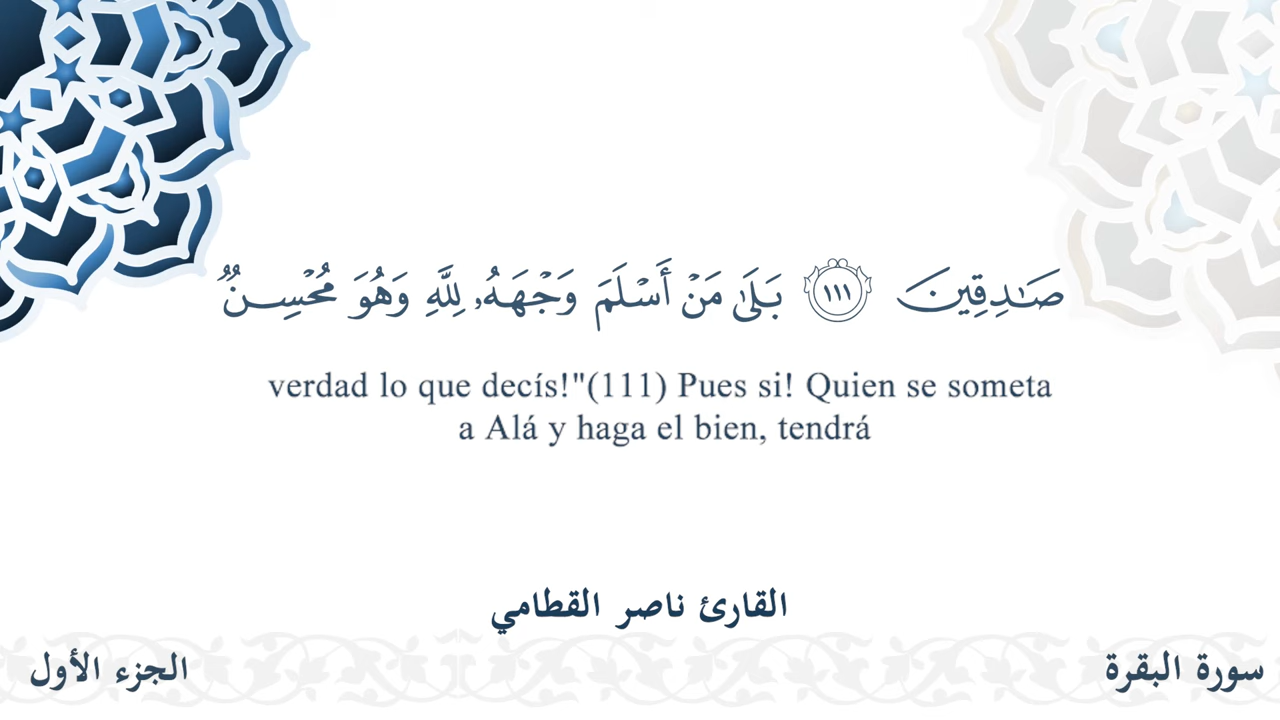 صَـٰدِقِينَ ١١١ بَلَىٰ مَنْ أَسْلَمَ وَجْهَهُۥ لِلَّهِ وَهُوَ مُحْسِنٌ
verdad lo que decís!"(111) Pues si! Quien se someta
a Alá y haga el bien, tendrá
القارئ ناصر القطامي
سورة البقرة
الجزء الأول